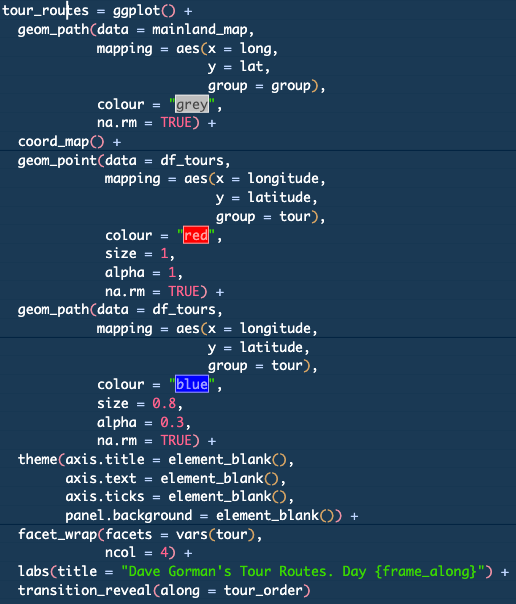 tour_routes = ggplot() +
  geom_path(data = mainland_map,
            mapping = aes(x = long,
                          y = lat,
                          group = group),
            colour = "grey",
            na.rm = TRUE) +
  coord_map() +
  geom_point(data = df_tours,
             mapping = aes(x = longitude,
                           y = latitude,
                           group = tour),
             colour = "red",
             size = 1,
             alpha = 1,
             na.rm = TRUE) +
  geom_path(data = df_tours,
            mapping = aes(x = longitude,
                          y = latitude,
                          group = tour),
            colour = "blue",
            size = 0.8,
            alpha = 0.3,
            na.rm = TRUE) +
  theme(axis.title = element_blank(),
        axis.text = element_blank(),
        axis.ticks = element_blank(),
        panel.background = element_blank()) +
  facet_wrap(facets = vars(tour),
             ncol = 4) +
  labs(title = "Dave Gorman's Tour Routes. Day {frame_along}") +
  transition_reveal(along = tour_order)